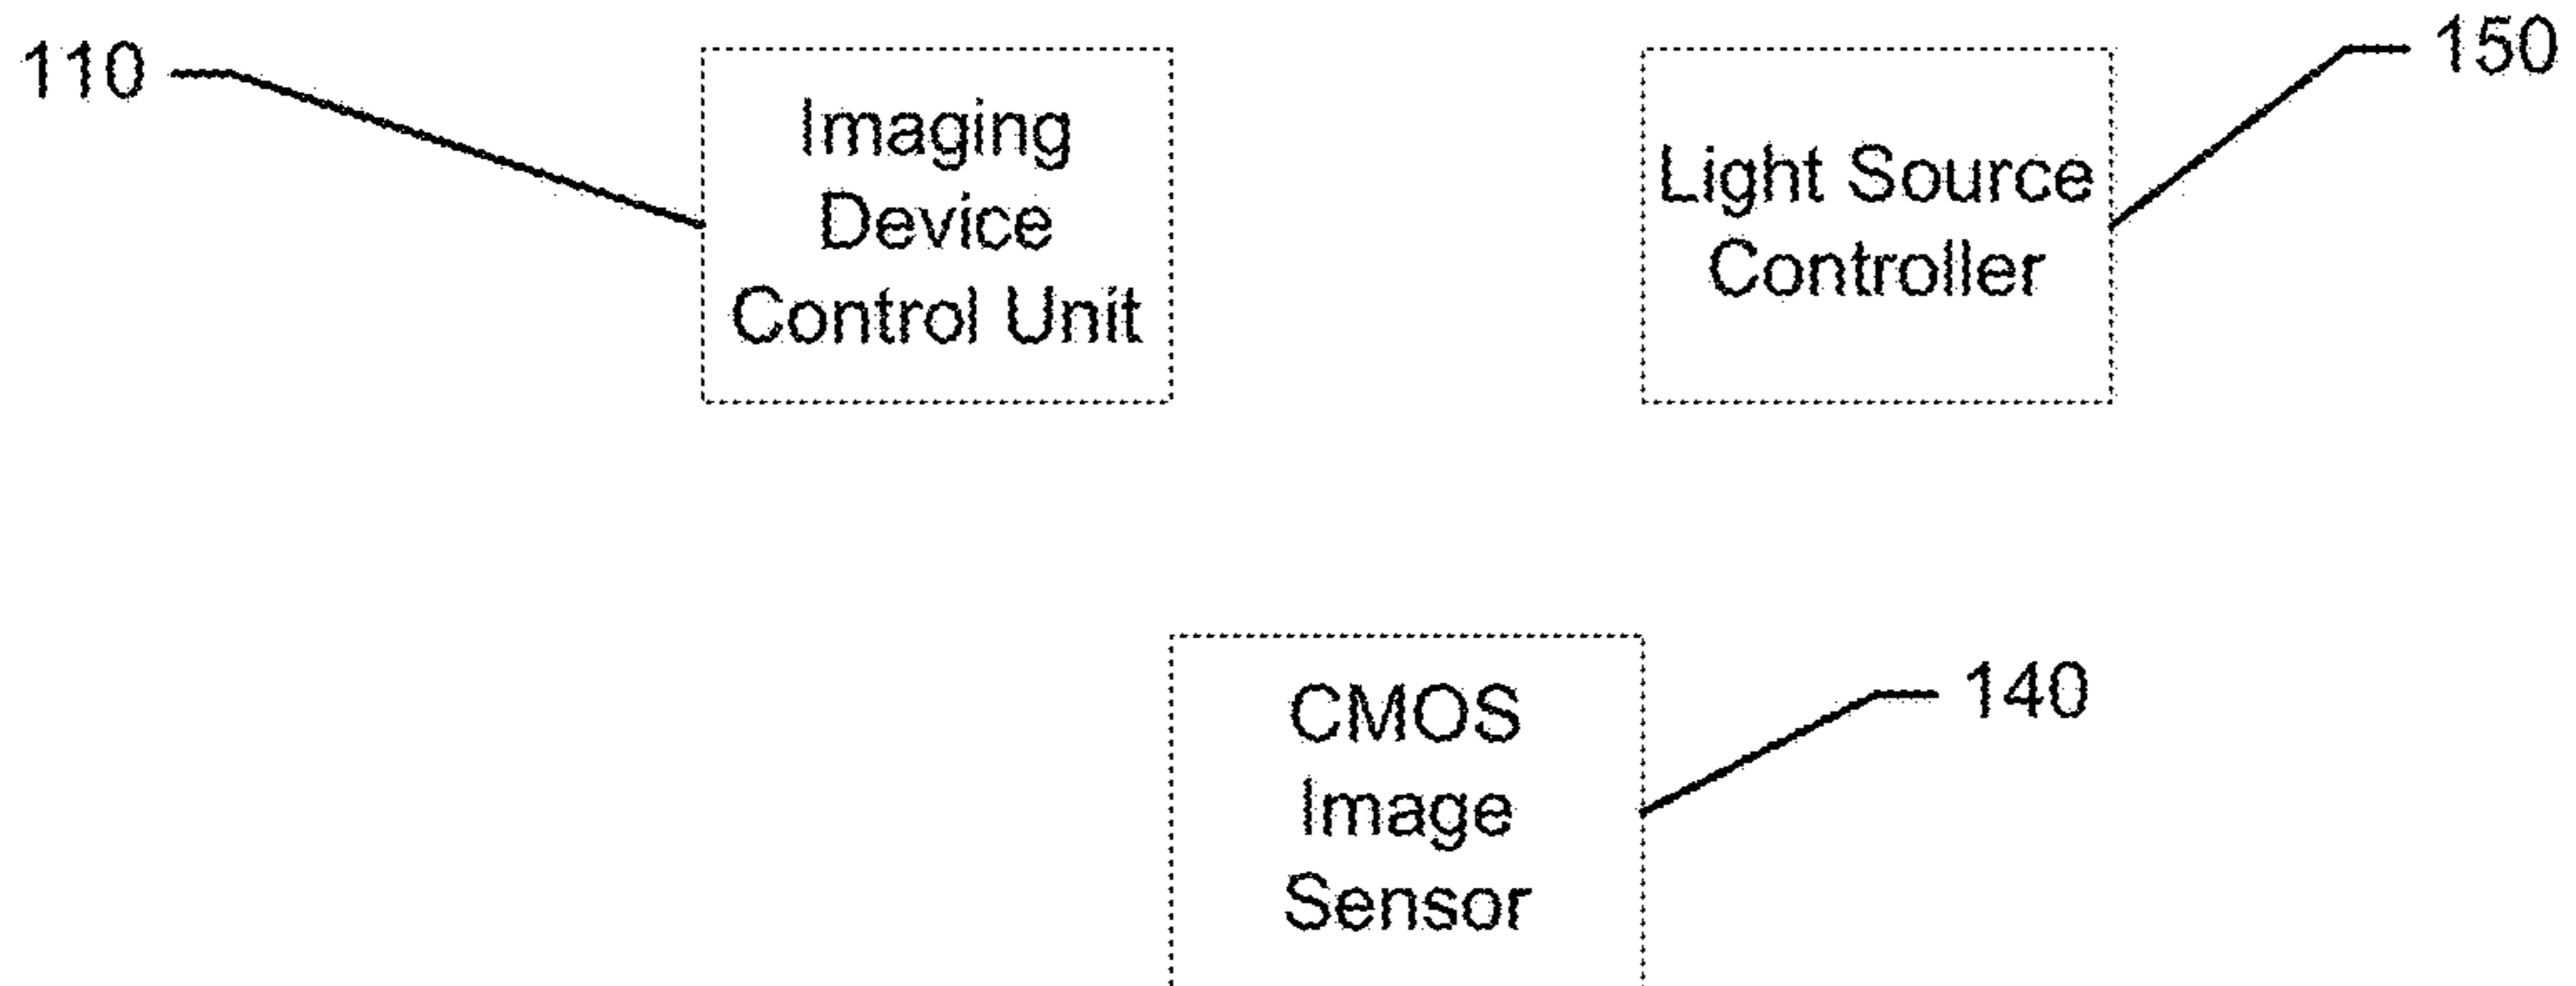 110
Imaging
Device
Control Unit
Light Source
Controller
150
CMOS
Image
Sensor
140